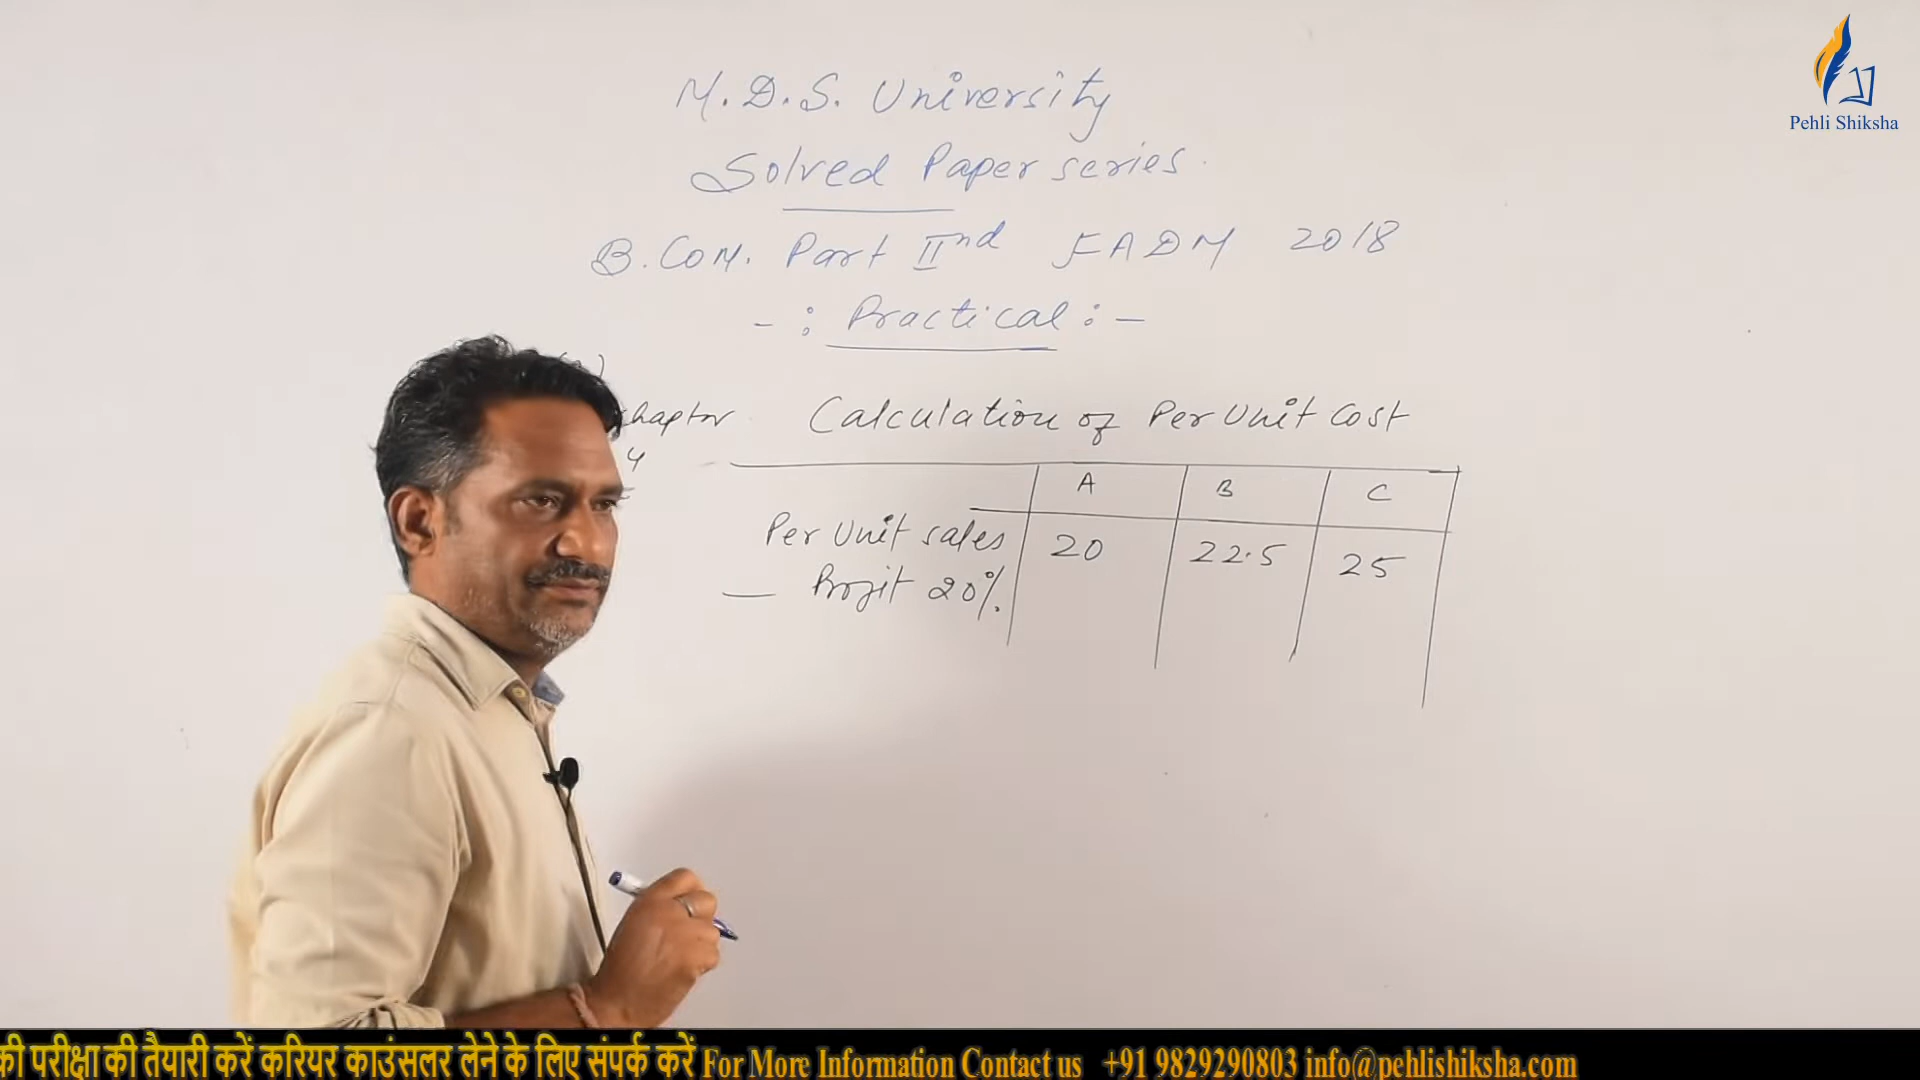 Pehli Shiksha
M.D.S. University
Solved Paper series.
B.Com. Part IInd FADM 2018
-: Practical :-
chapter
4
Calculation of Per Unit Cost
A B C
Per Unit sales 20 22.5 25
— Profit 20%
की परीक्षा की तैयारी करें करियर काउंसलर लेने के लिए संपर्क करें For More Information Contact us +91 9829290803 info@pehlishiksha.com